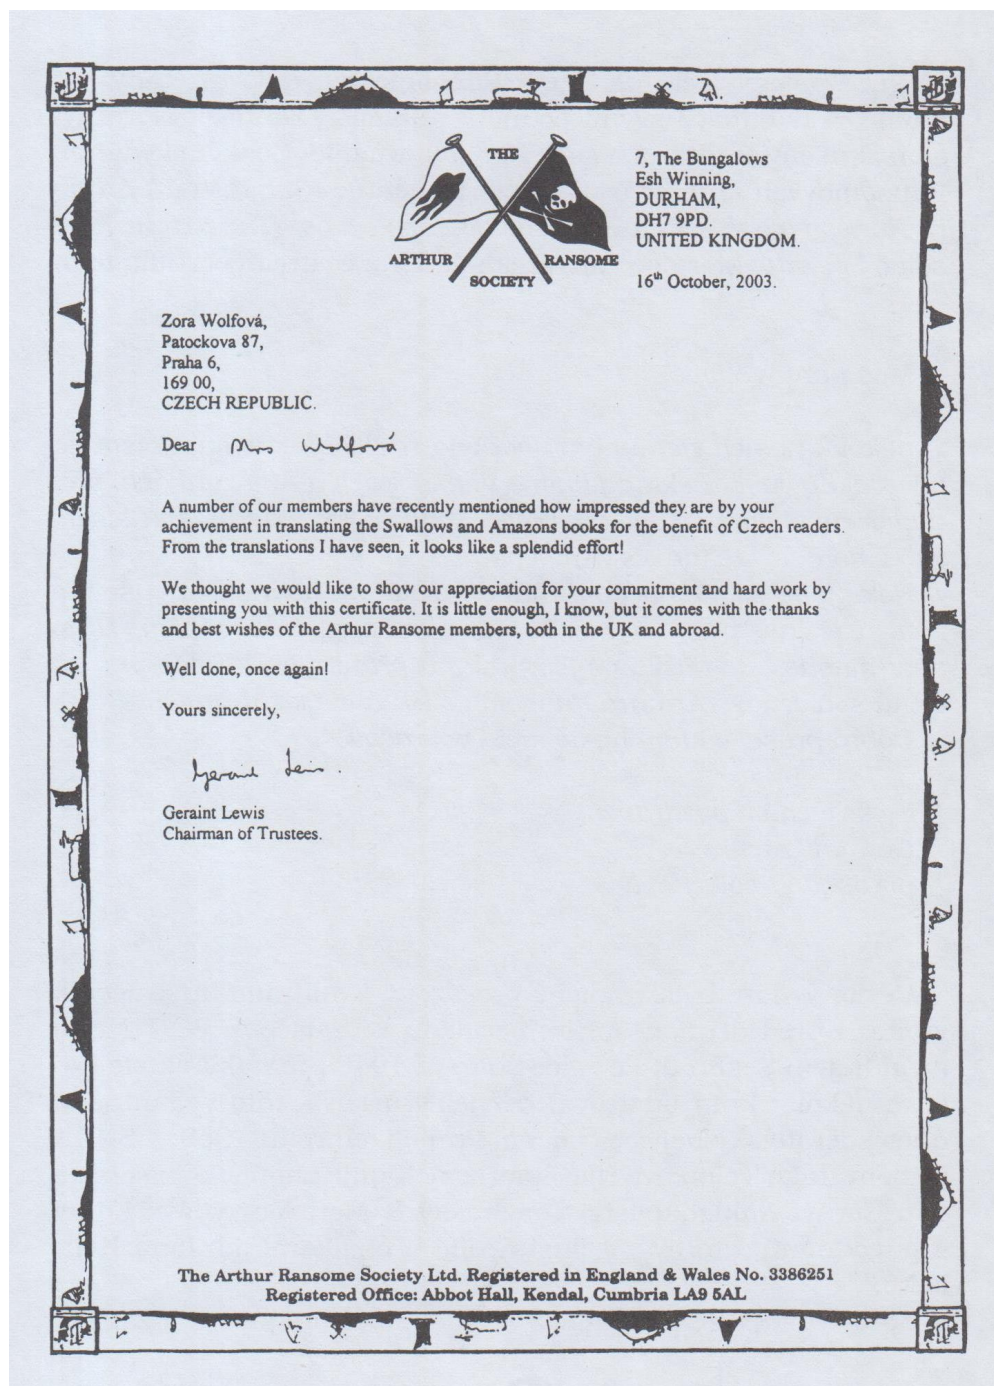 THE
ARTHUR RANSOME
SOCIETY
7, The Bungalows
Esh Winning,
DURHAM,
DH7 9PD.
UNITED KINGDOM.
16th October, 2003.
Zora Wolfová,
Patockova 87,
Praha 6,
169 00,
CZECH REPUBLIC.
Dear Mrs Wolfová
A number of our members have recently mentioned how impressed they are by your
achievement in translating the Swallows and Amazons books for the benefit of Czech readers.
From the translations I have seen, it looks like a splendid effort!
We thought we would like to show our appreciation for your commitment and hard work by
presenting you with this certificate. It is little enough, I know, but it comes with the thanks
and best wishes of the Arthur Ransome members, both in the UK and abroad.
Well done, once again!
Yours sincerely,
Geraint Lewis.
Geraint Lewis
Chairman of Trustees.
The Arthur Ransome Society Ltd. Registered in England & Wales No. 3386251
Registered Office: Abbot Hall, Kendal, Cumbria LA9 5AL